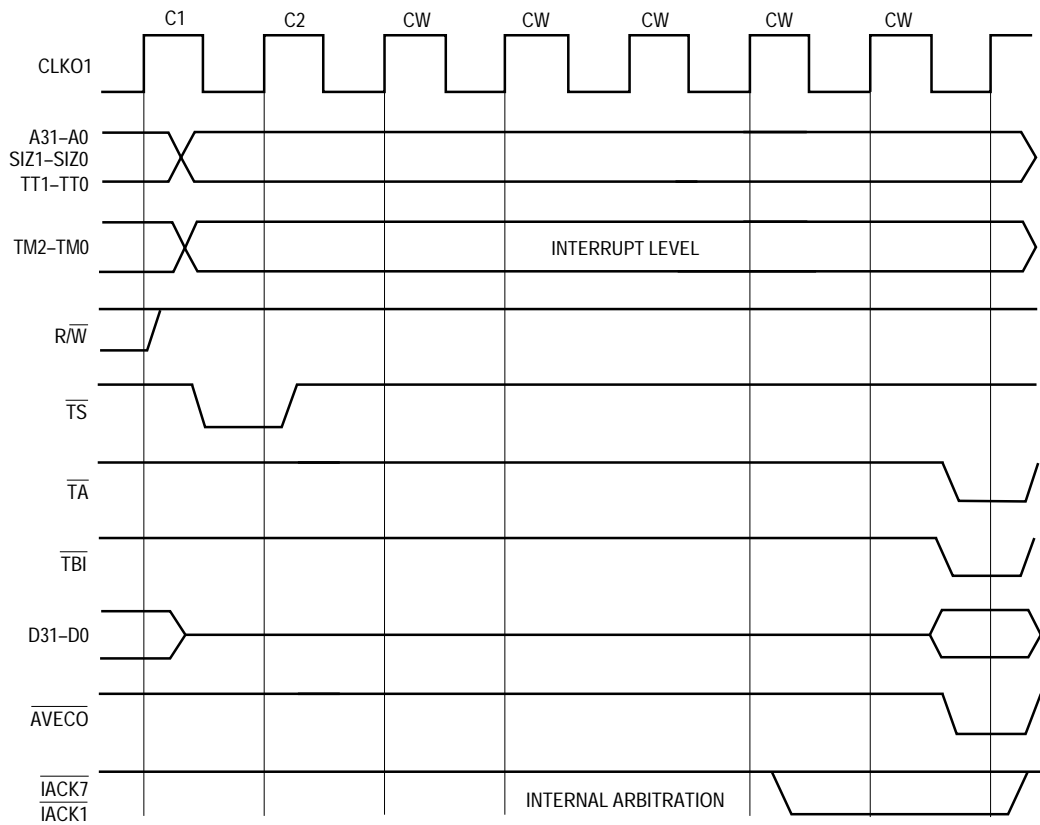 C1 C2 CW CW CW CW CW
CLKO1
A31–A0
SIZ1–SIZ0
TT1–TT0
TM2–TM0 INTERRUPT LEVEL
R/W
TS
TA
TBI
D31–D0
AVECO
IACK7
INTERNAL ARBITRATION
IACK1